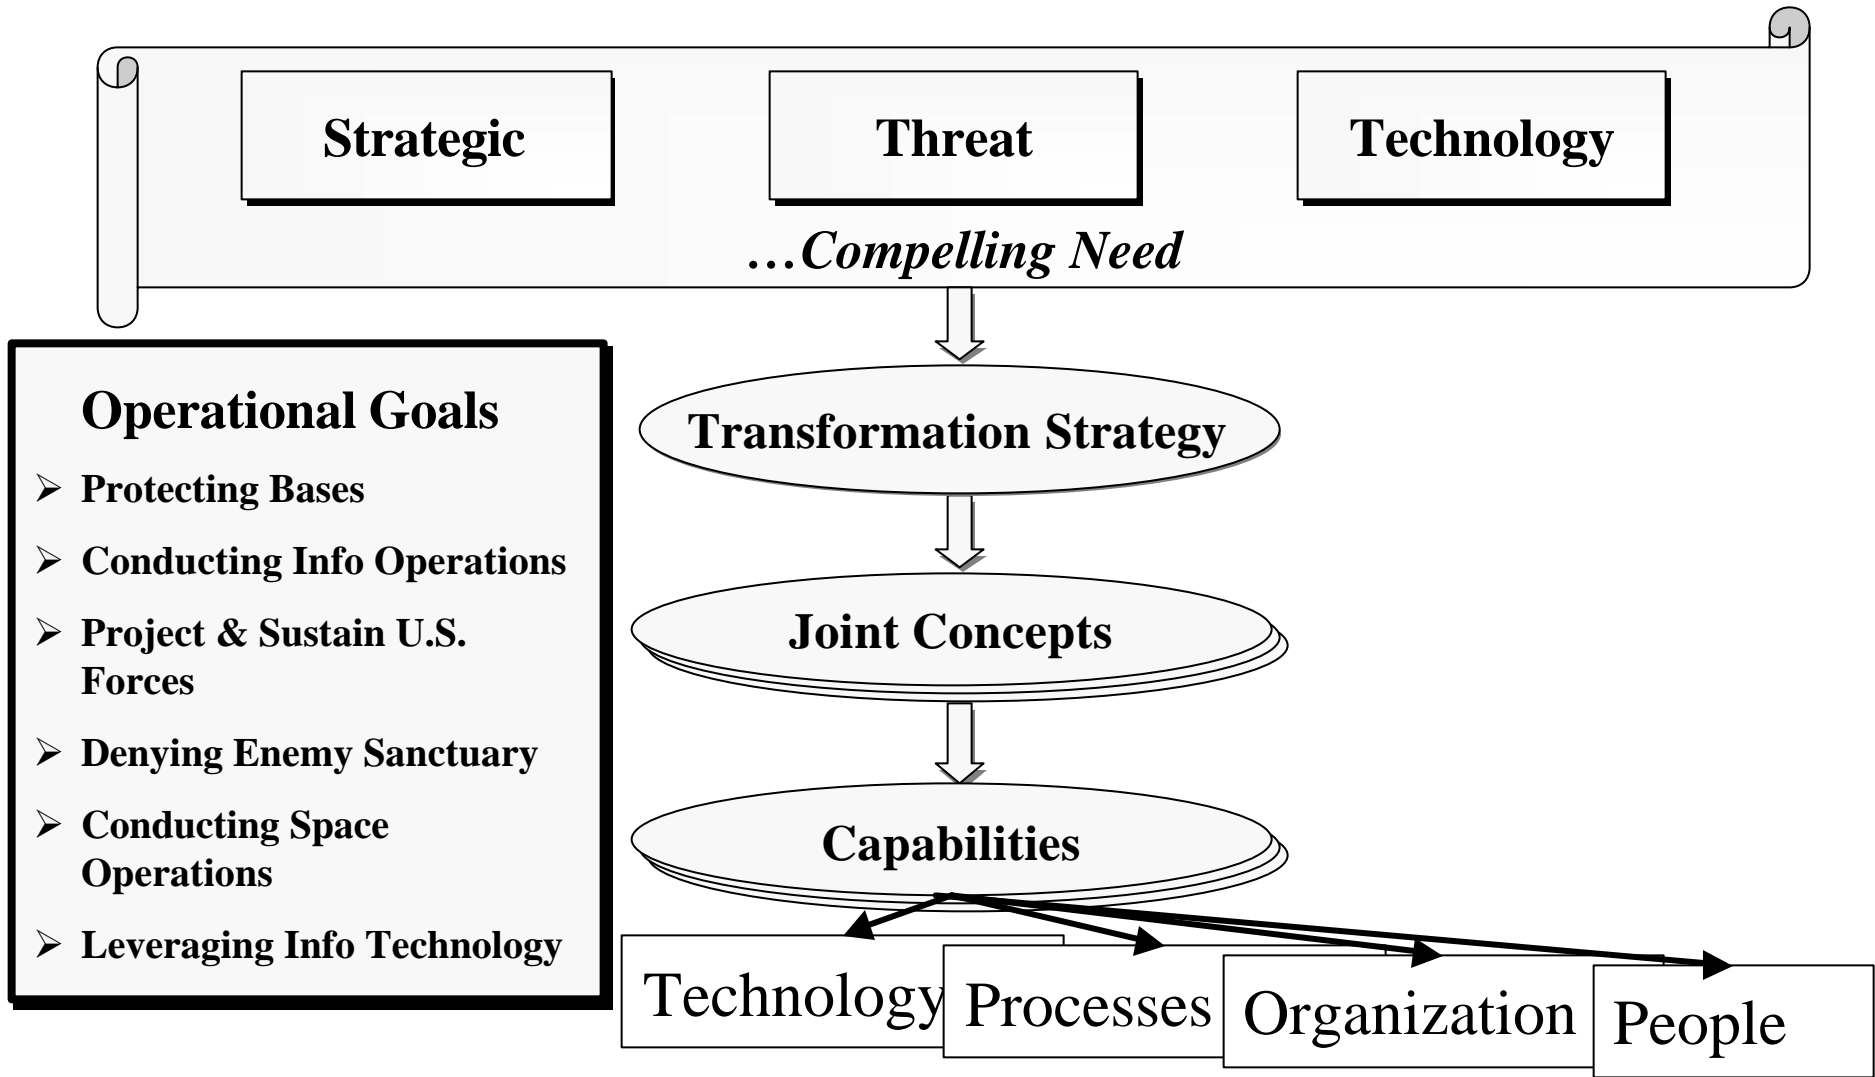 Strategic
Threat
Technology
…Compelling Need
Operational Goals
➢ Protecting Bases
➢ Conducting Info Operations
➢ Project & Sustain U.S.
Forces
➢ Denying Enemy Sanctuary
➢ Conducting Space
Operations
➢ Leveraging Info Technology
Transformation Strategy
Joint Concepts
Capabilities
Technology
Processes
Organization
People